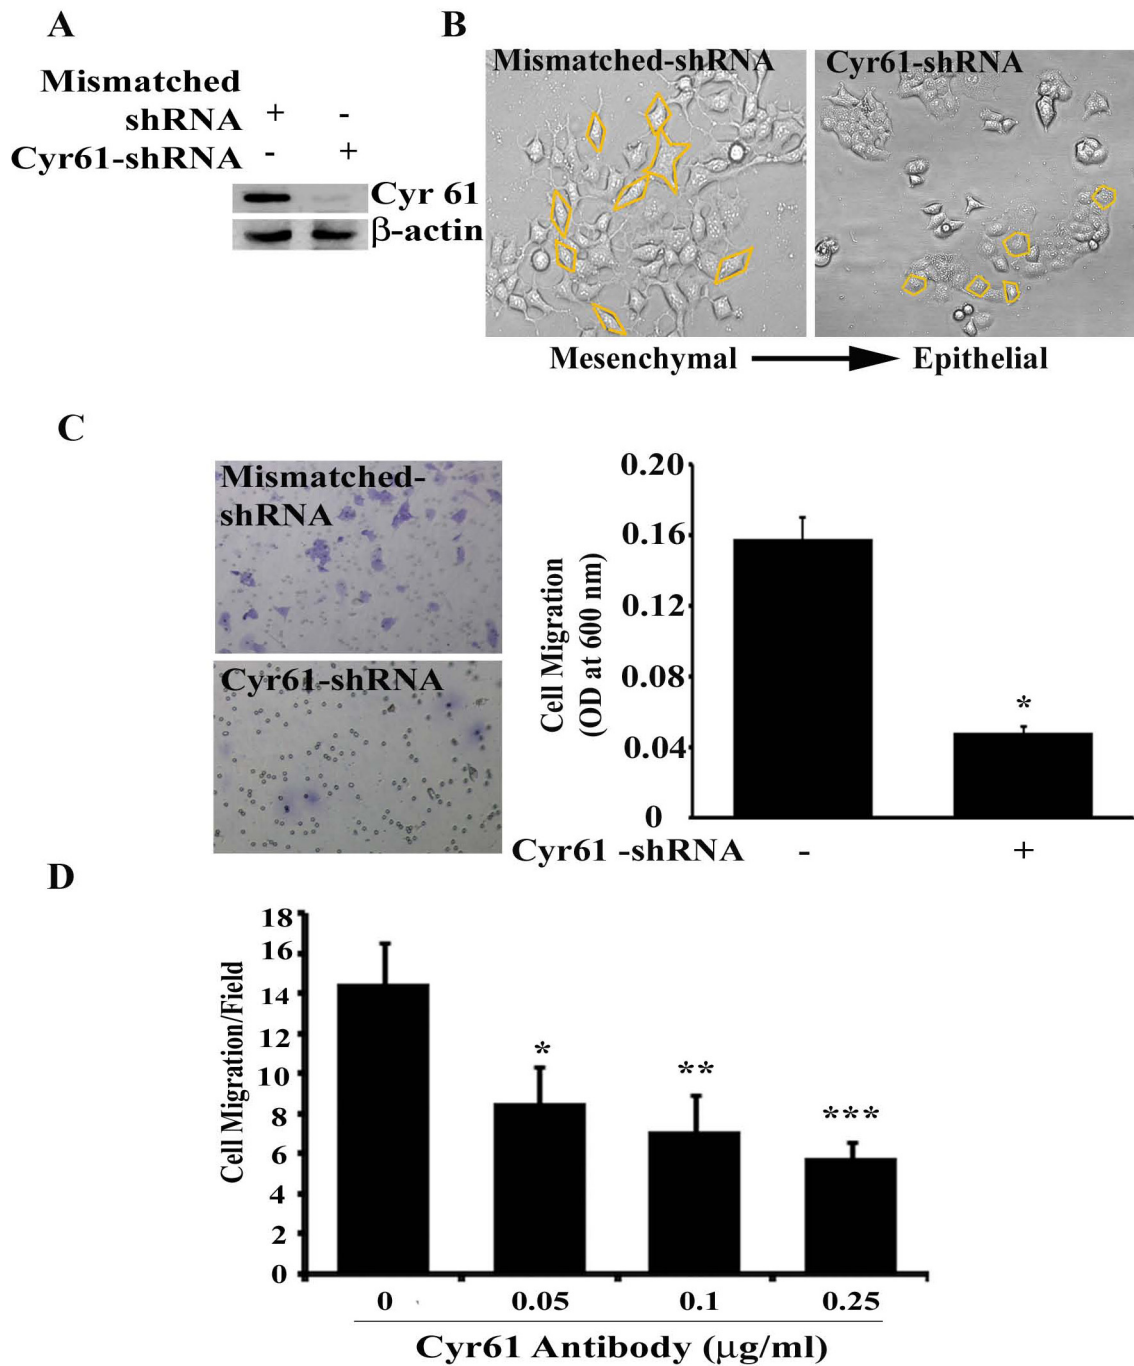 A
Mismatched
shRNA + -
Cyr61-shRNA - +
Cyr 61
β-actin
B
Mismatched-shRNA
Cyr61-shRNA
Mesenchymal
Epithelial
C
Mismatched-
shRNA
Cyr61-shRNA
Cell Migration
(OD at 600 nm)
0.20
0.16
0.12
0.08
0.04
0
*
Cyr61 -shRNA - +
D
Cell Migration/Field
18
16
14
12
10
8
6
4
2
0
*
**
***
0 0.05 0.1 0.25
Cyr61 Antibody (μg/ml)